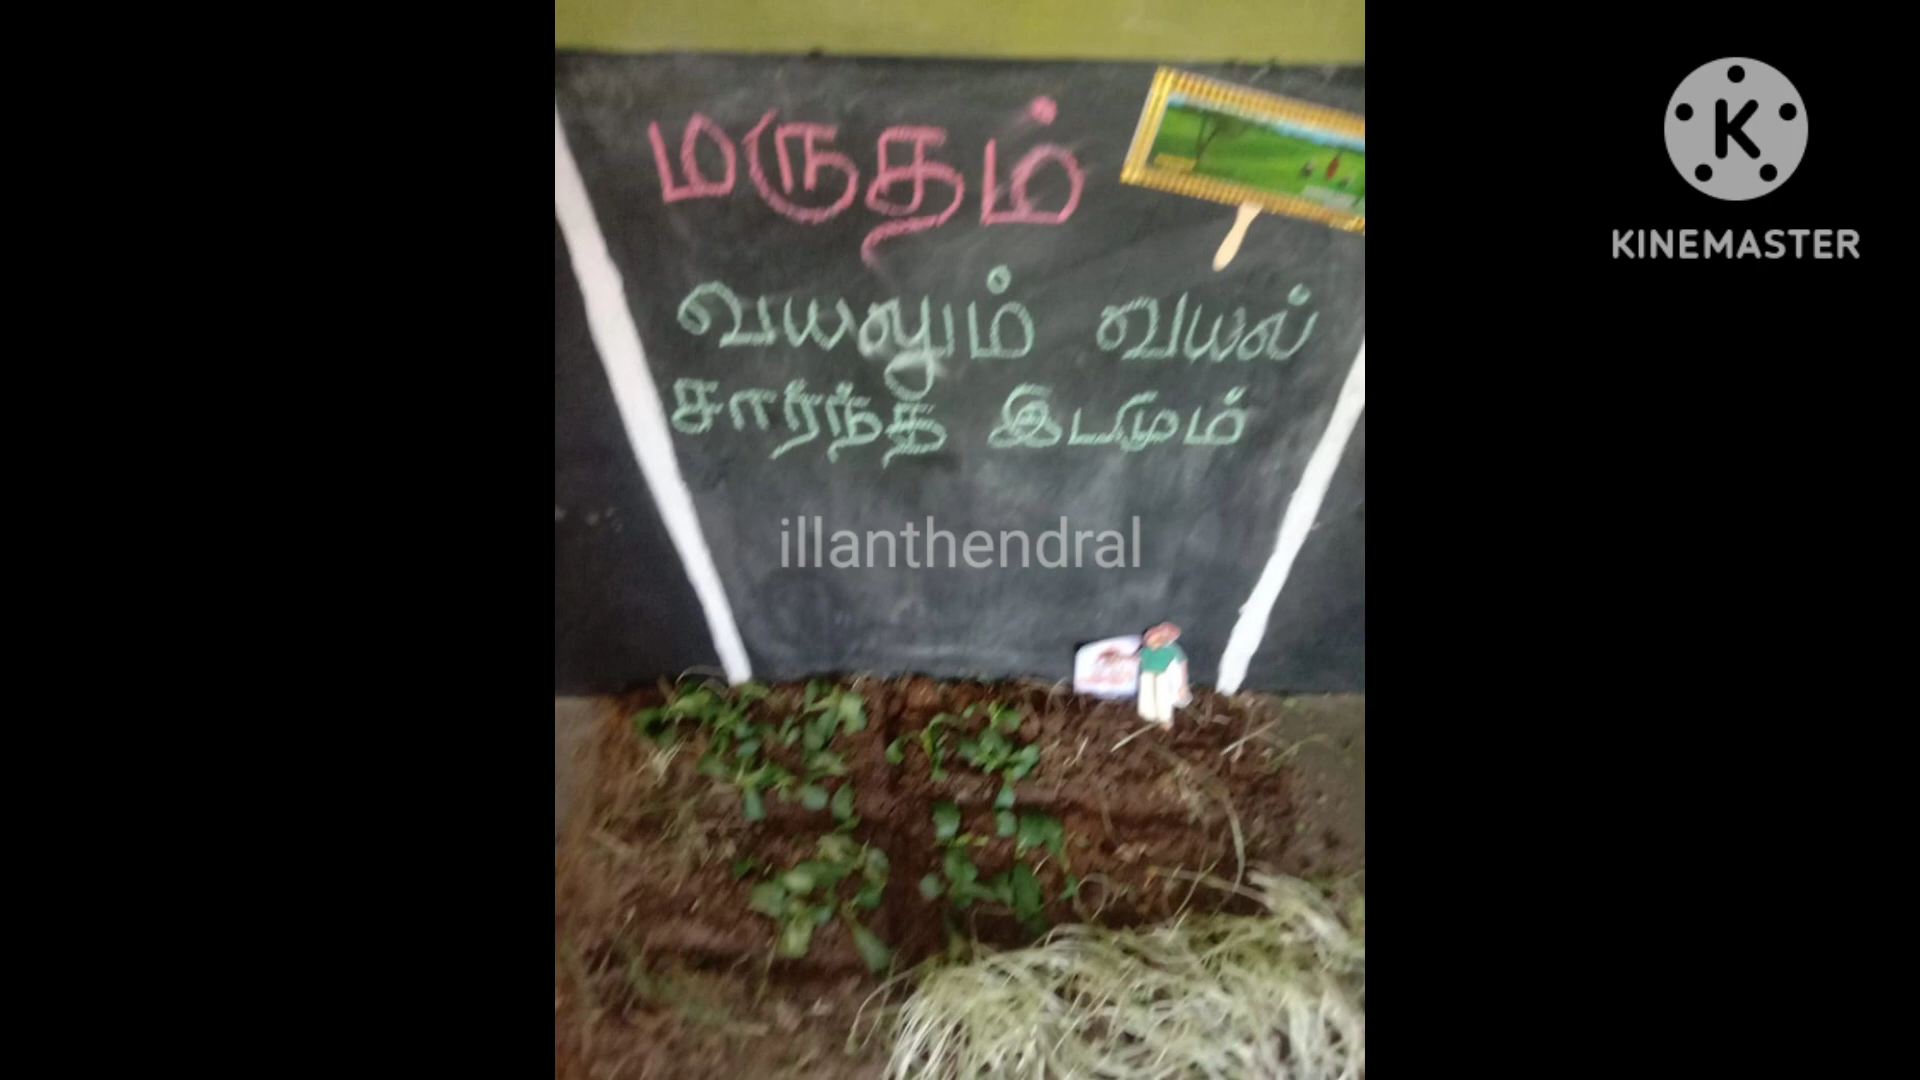 மருதம்
வயலும் வயல்
சார்ந்த இடமும்
illanthendral
K
KINEMASTER